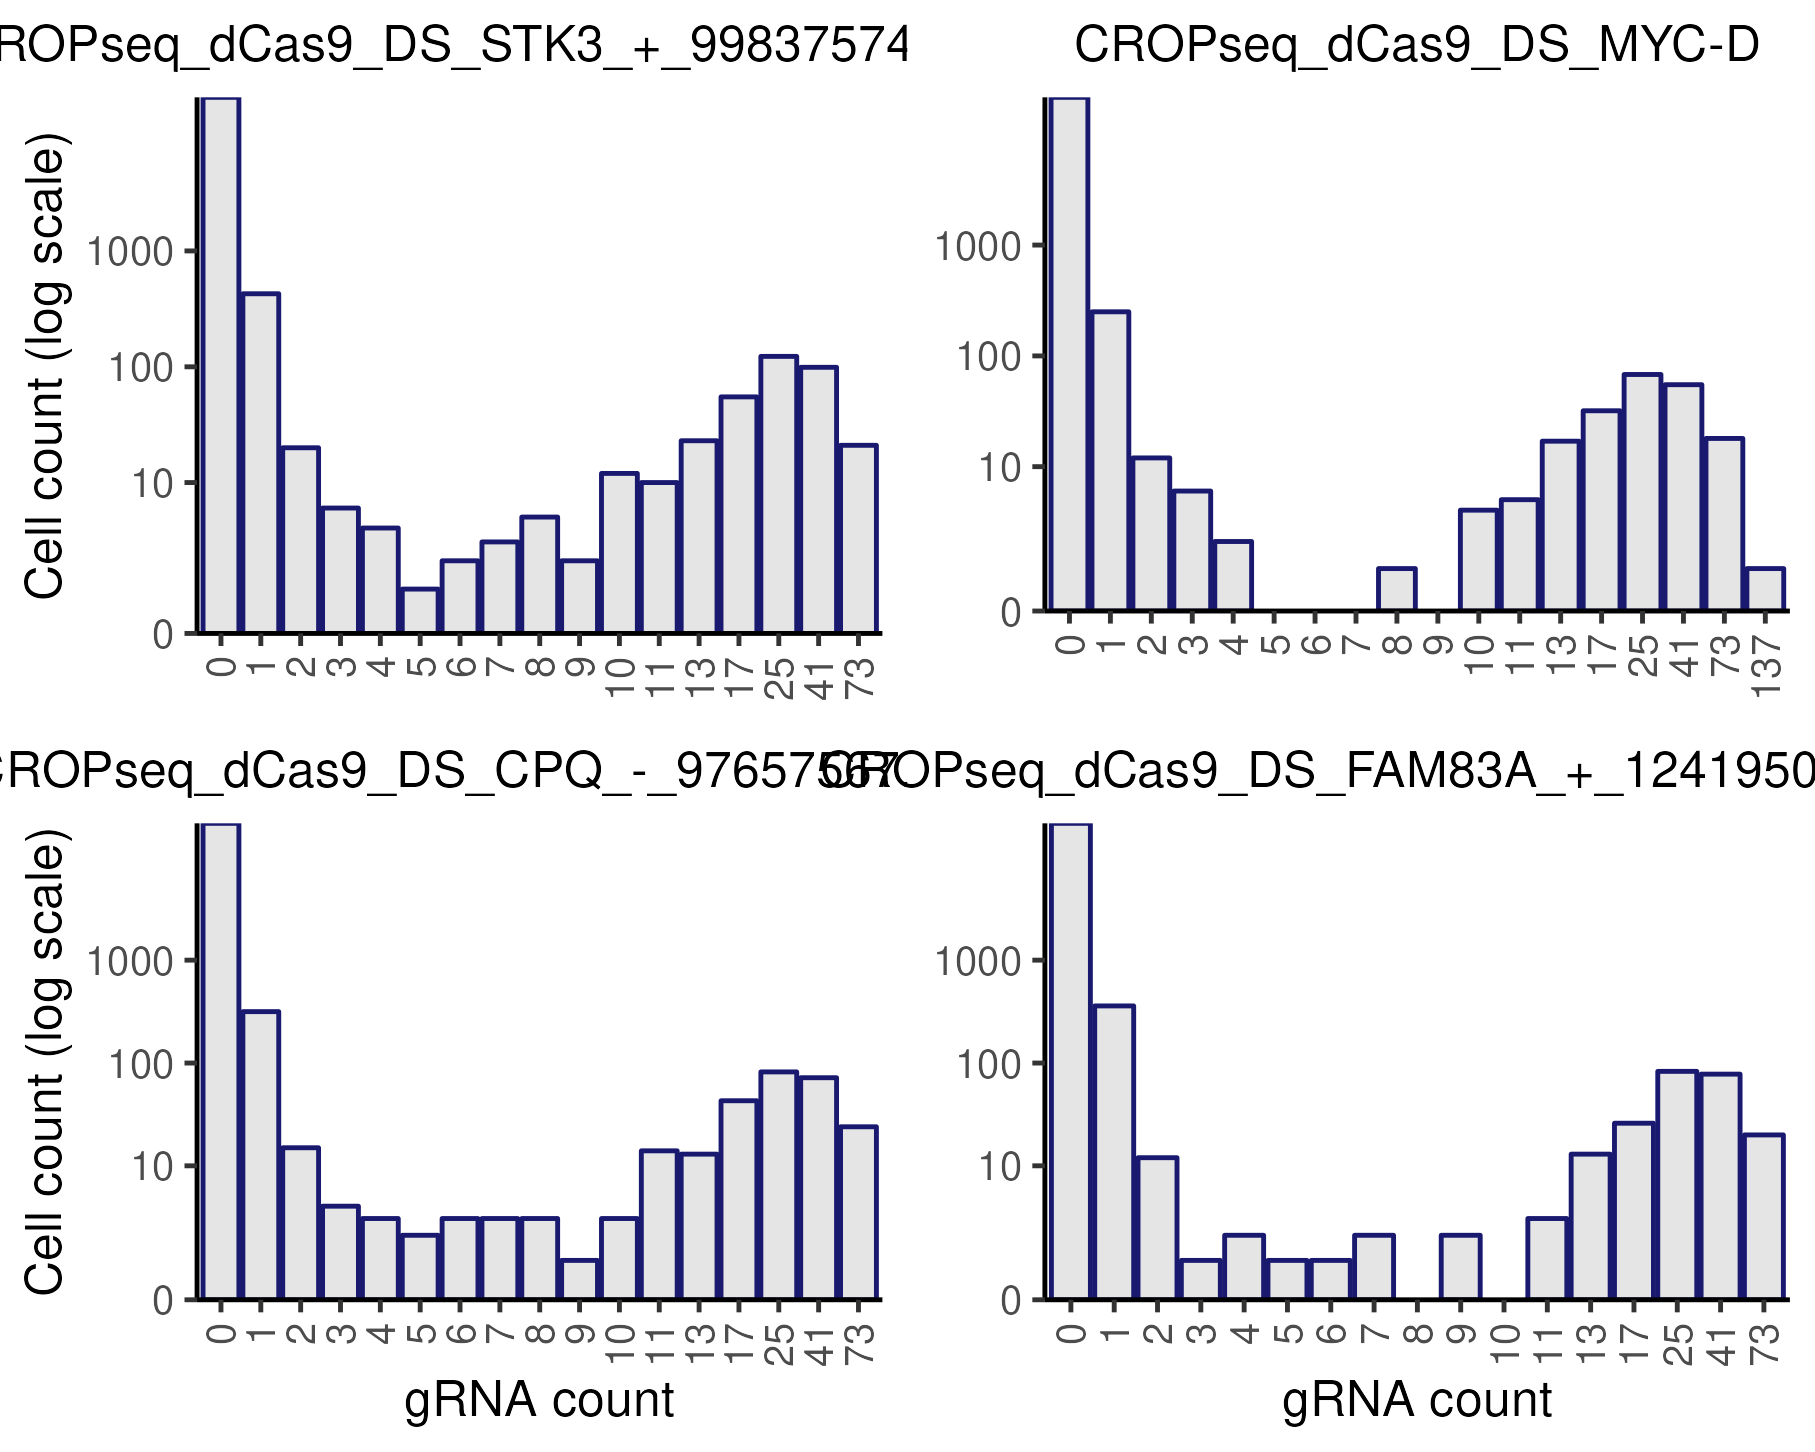 ROPseq_dCas9_DS_STK3_+_99837574
CROPseq_dCas9_DS_MYC-D
Cell count (log scale)
1000
100
10
0
0 1 2 3 4 5 6 7 8 9 10 11 13 17 25 41 73
1000
100
10
0
0 1 2 3 4 5 6 7 8 9 10 11 13 17 25 41 73 137
CROPseq_dCas9_DS_CPQ_-_97657567
CROPseq_dCas9_DS_FAM83A_+_1241950
Cell count (log scale)
1000
100
10
0
0 1 2 3 4 5 6 7 8 9 10 11 13 17 25 41 73
gRNA count
1000
100
10
0
0 1 2 3 4 5 6 7 8 9 10 11 13 17 25 41 73
gRNA count